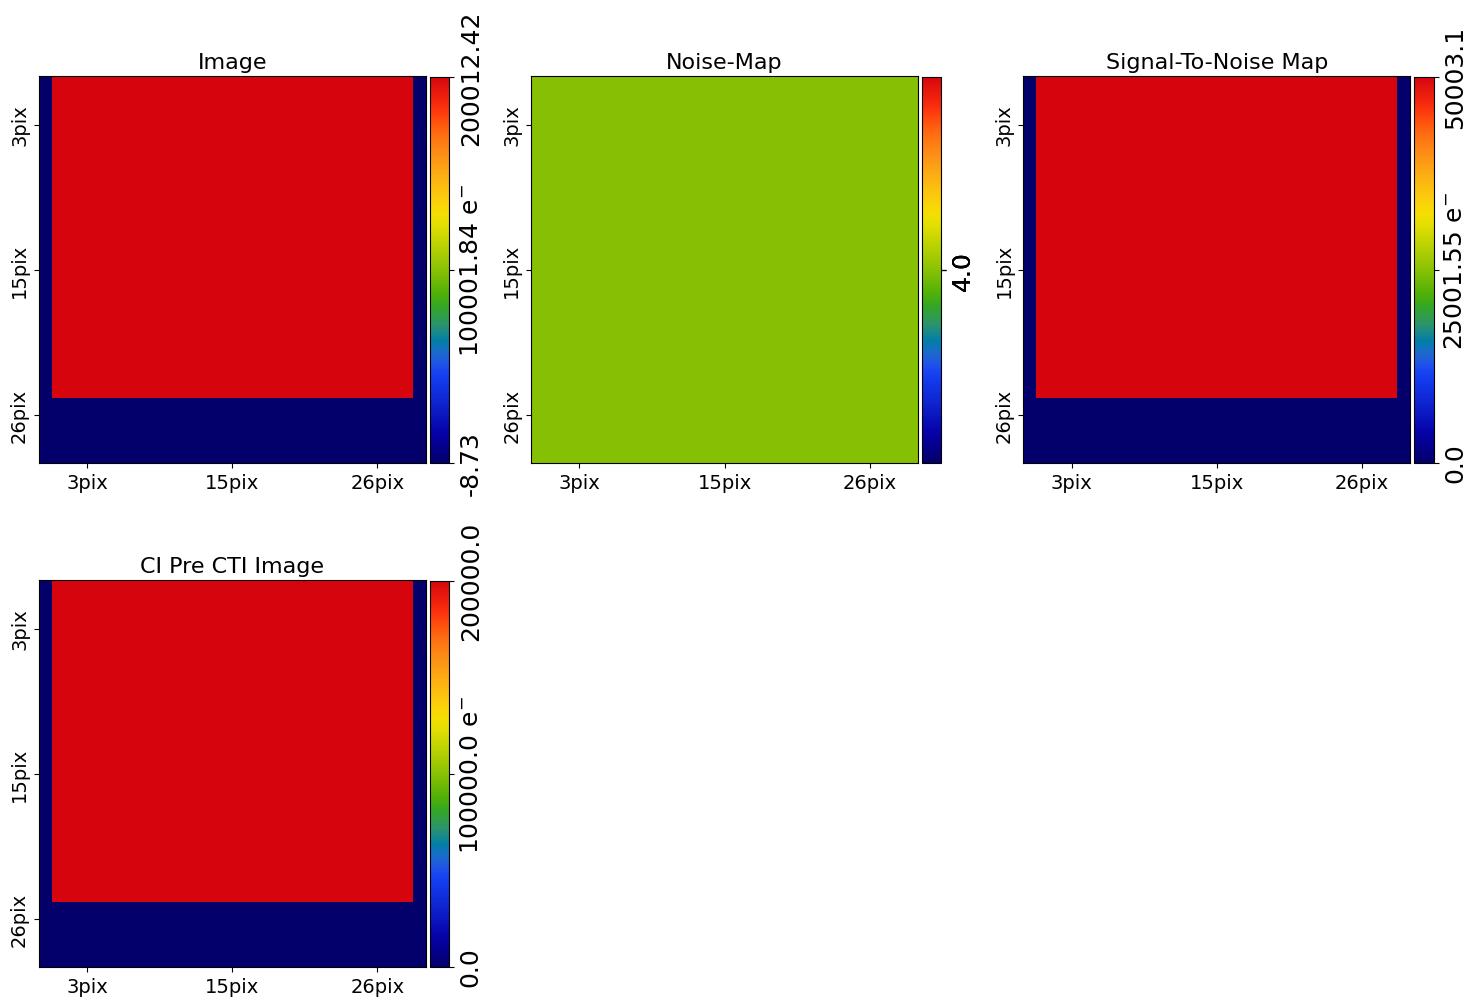 Image
3pix
15pix
26pix
3pix 15pix 26pix
200012.42
100001.84 e⁻
-8.73
Noise-Map
3pix
15pix
26pix
3pix 15pix 26pix
4.0
Signal-To-Noise Map
3pix
15pix
26pix
3pix 15pix 26pix
50003.1
25001.55 e⁻
0.0
CI Pre CTI Image
3pix
15pix
26pix
3pix 15pix 26pix
200000.0
100000.0 e⁻
0.0